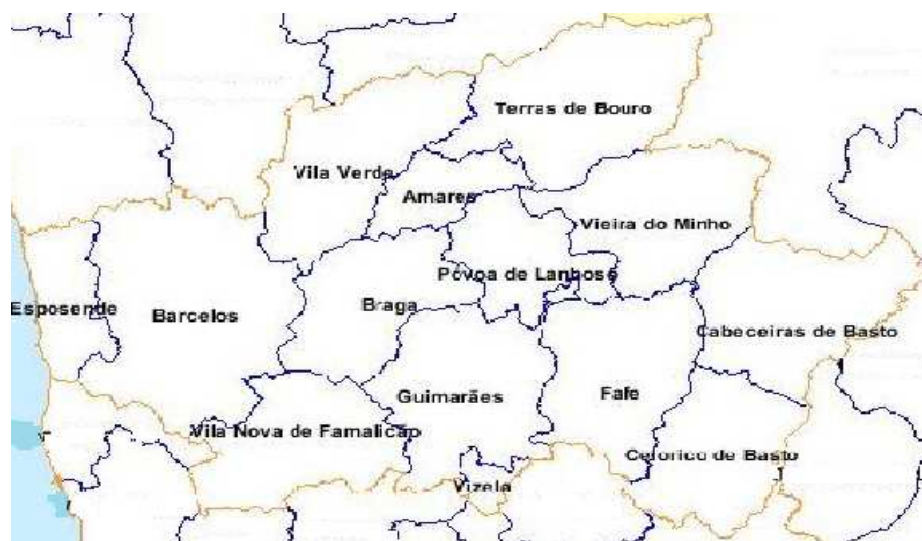 Terras de Bouro
Vila Verde
Amares
Vieira do Minho
Póvoa de Lanhoso
Esposende
Barcelos
Braga
Cabeceiras de Basto
Guimarães
Fafe
Vila Nova de Famalicão
Celorico de Basto
Vizela